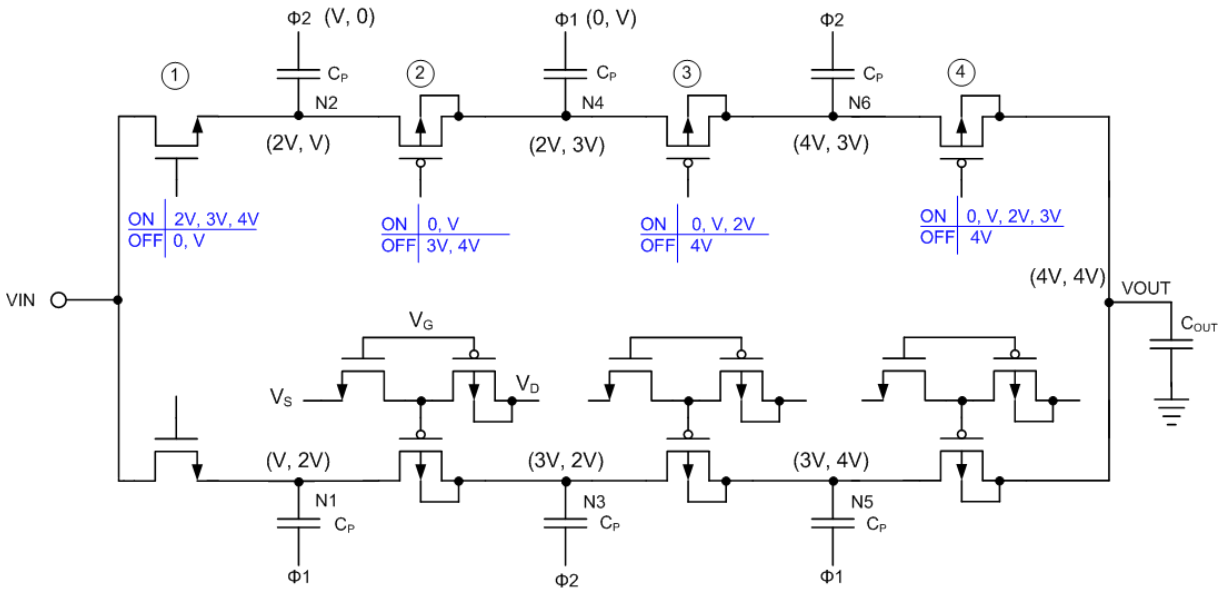 Φ2 (V, 0)
Φ1 (0, V)
Φ2
1
CP
2
CP
3
CP
4
N2
N4
N6
(2V, V)
(2V, 3V)
(4V, 3V)
ON 2V, 3V, 4V
OFF 0, V
ON 0, V
OFF 3V, 4V
ON 0, V, 2V
OFF 4V
ON 0, V, 2V, 3V
OFF 4V
(4V, 4V)
VIN
VOUT
COUT
VG
VS
VD
(V, 2V)
(3V, 2V)
(3V, 4V)
N1
N3
N5
CP
CP
CP
Φ1
Φ2
Φ1